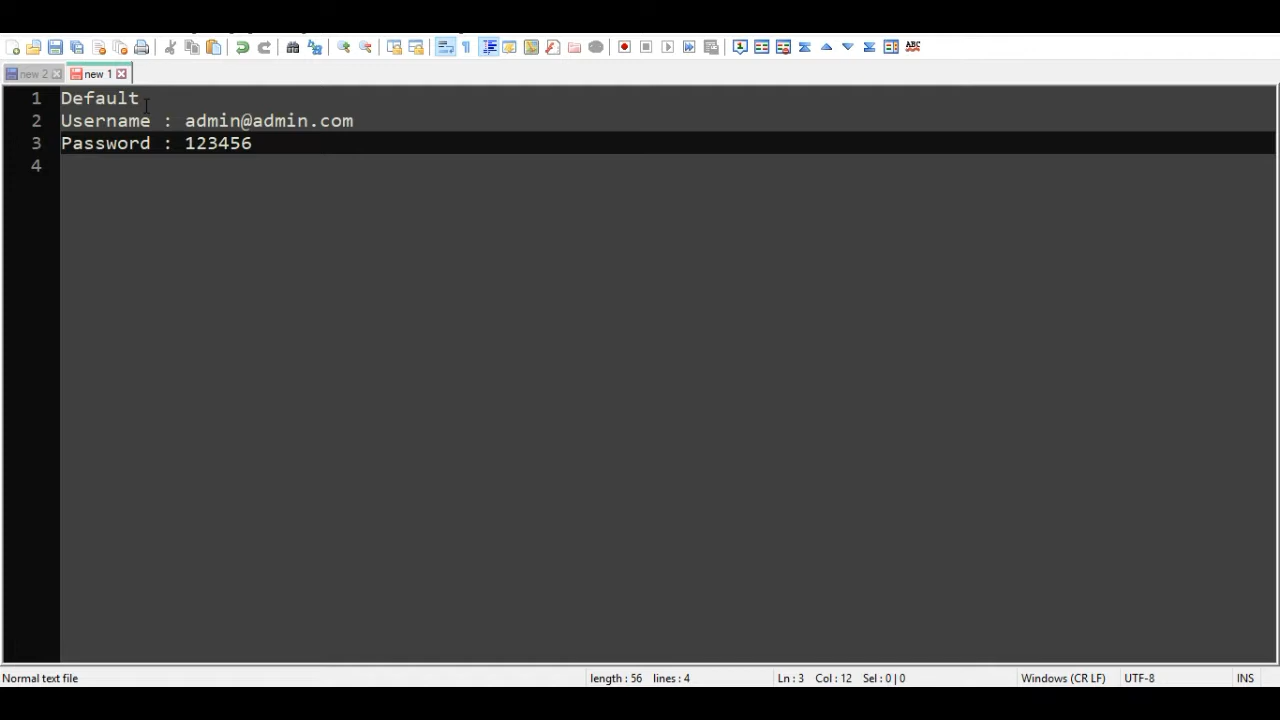 new 2 new 1
1 Default
2 Username : admin@admin.com
3 Password : 123456
4
Normal text file length : 56 lines : 4 Ln : 3 Col : 12 Sel : 0 | 0 Windows (CR LF) UTF-8 INS
ABC